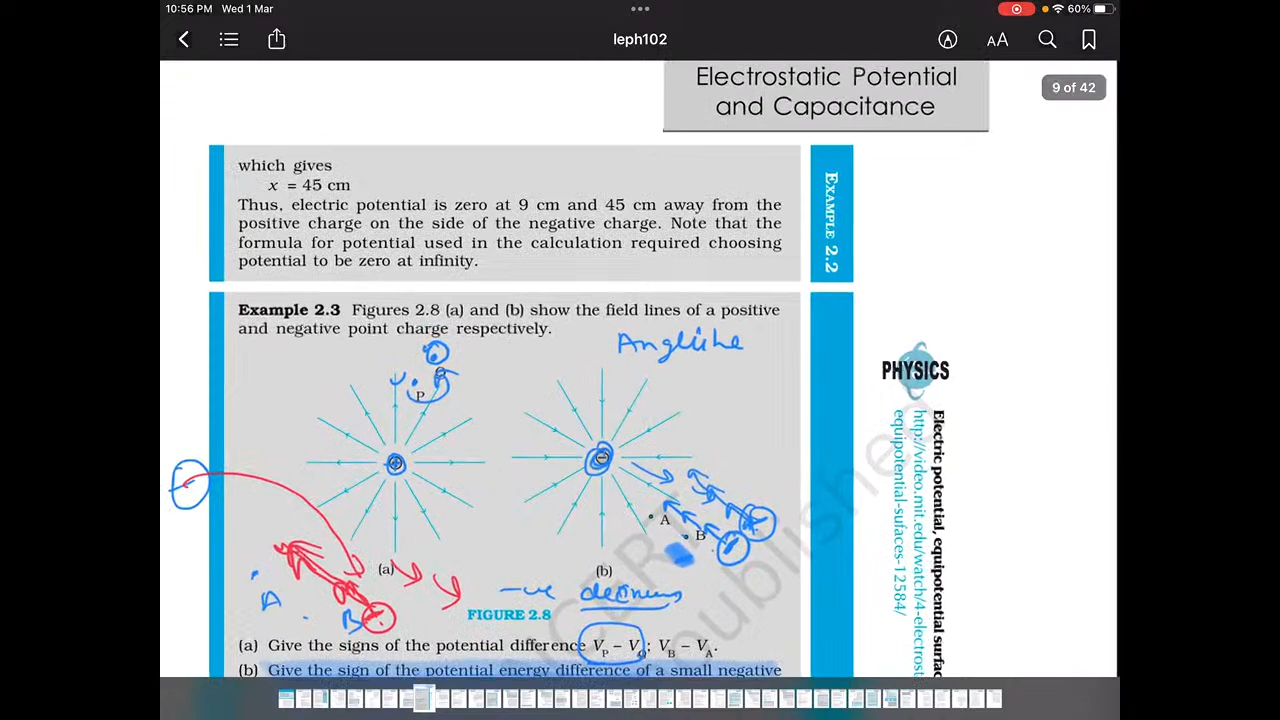 10:56 PM Wed 1 Mar
60%
leph102
AA
Electrostatic Potential
and Capacitance
9 of 42
which gives
x = 45 cm
Thus, electric potential is zero at 9 cm and 45 cm away from the
positive charge on the side of the negative charge. Note that the
formula for potential used in the calculation required choosing
potential to be zero at infinity.
EXAMPLE 2.2
Example 2.3 Figures 2.8 (a) and (b) show the field lines of a positive
and negative point charge respectively.
P
A
B
A
B
(a)
(b)
-ve
FIGURE 2.8
(a) Give the signs of the potential difference VP – VQ; VB – VA.
(b) Give the sign of the potential energy difference of a small negative
PHYSICS
Electric potential, equipotential surfac
http://video.mit.edu/watch/4-electrost
equipotential-sufaces-12584/